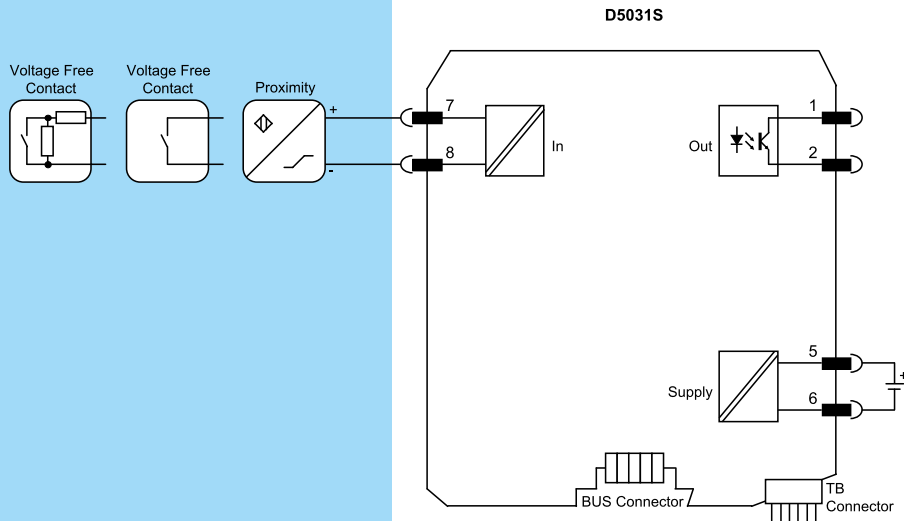 D5031S
Voltage Free
Contact
Voltage Free
Contact
Proximity
+
-
7
8
In
Out
1
2
Supply
5
6
+
BUS Connector
TB
Connector